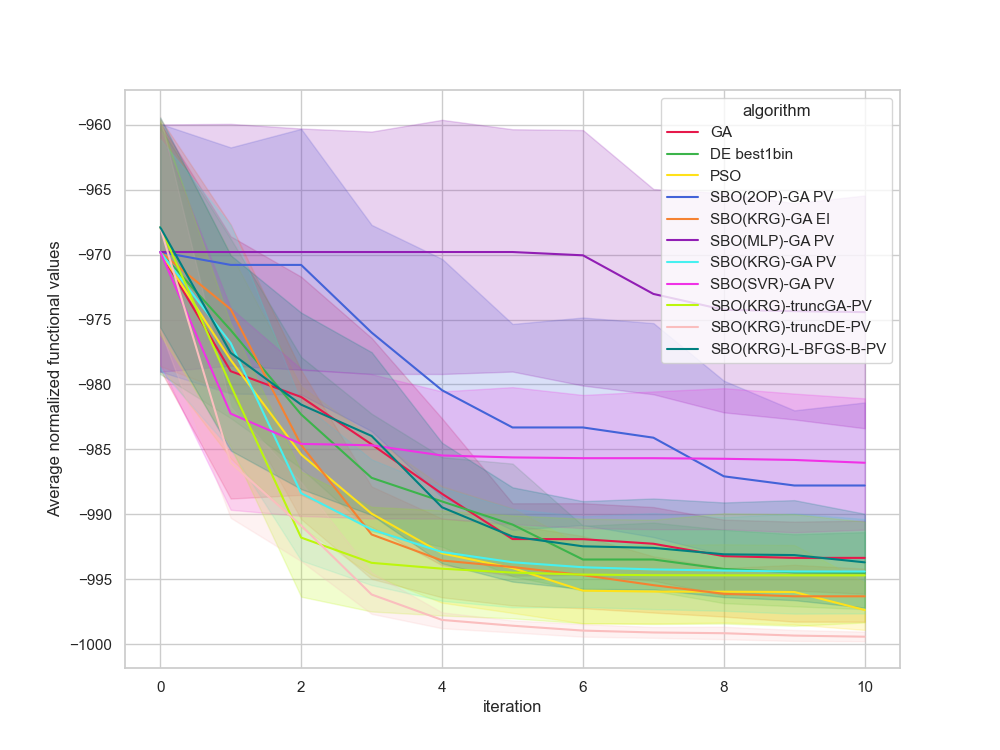 algorithm
GA
DE best1bin
PSO
SBO(2OP)-GA PV
SBO(KRG)-GA EI
SBO(MLP)-GA PV
SBO(KRG)-GA PV
SBO(SVR)-GA PV
SBO(KRG)-truncGA-PV
SBO(KRG)-truncDE-PV
SBO(KRG)-L-BFGS-B-PV
Average normalized functional values
−960
−965
−970
−975
−980
−985
−990
−995
−1000
0 2 4 6 8 10
iteration